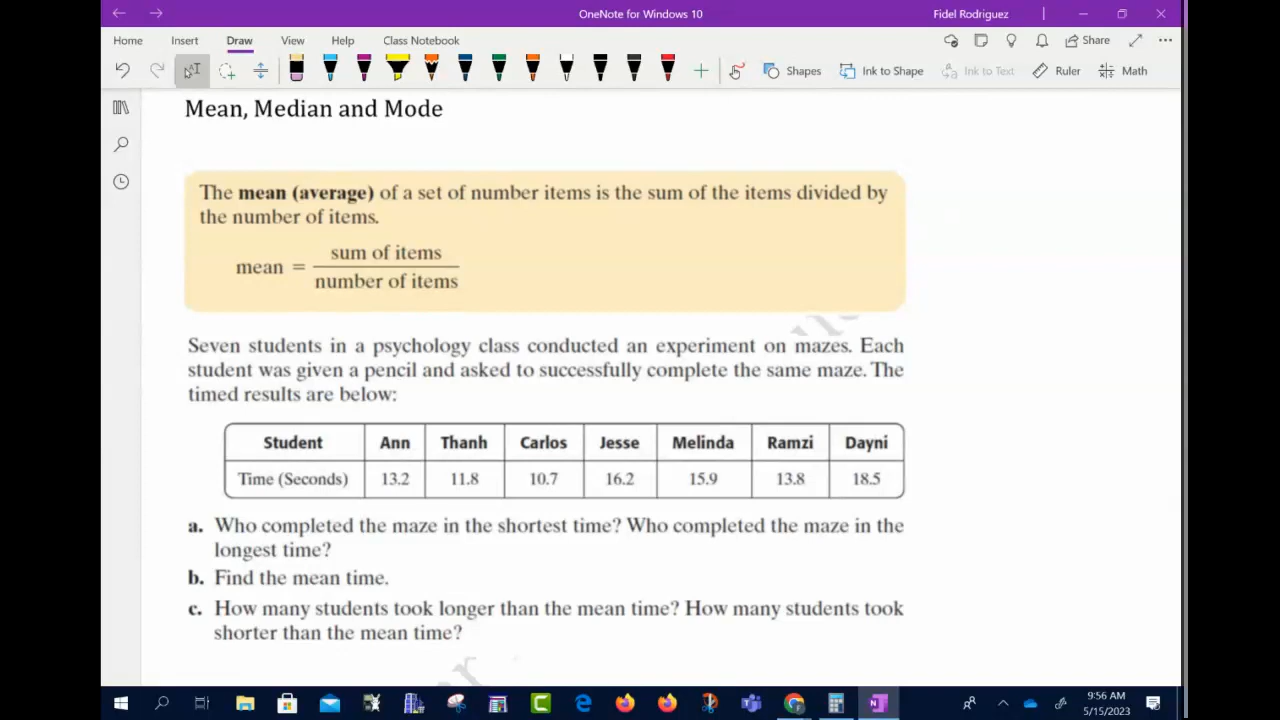 OneNote for Windows 10
Fidel Rodriguez
Home Insert Draw View Help Class Notebook
Share
Shapes Ink to Shape Ink to Text Ruler Math
Mean, Median and Mode
The mean (average) of a set of number items is the sum of the items divided by
the number of items.
mean = sum of items
number of items
Seven students in a psychology class conducted an experiment on mazes. Each
student was given a pencil and asked to successfully complete the same maze. The
timed results are below:
Student Ann Thanh Carlos Jesse Melinda Ramzi Dayni
Time (Seconds) 13.2 11.8 10.7 16.2 15.9 13.8 18.5
a. Who completed the maze in the shortest time? Who completed the maze in the
longest time?
b. Find the mean time.
c. How many students took longer than the mean time? How many students took
shorter than the mean time?
9:56 AM
5/15/2023